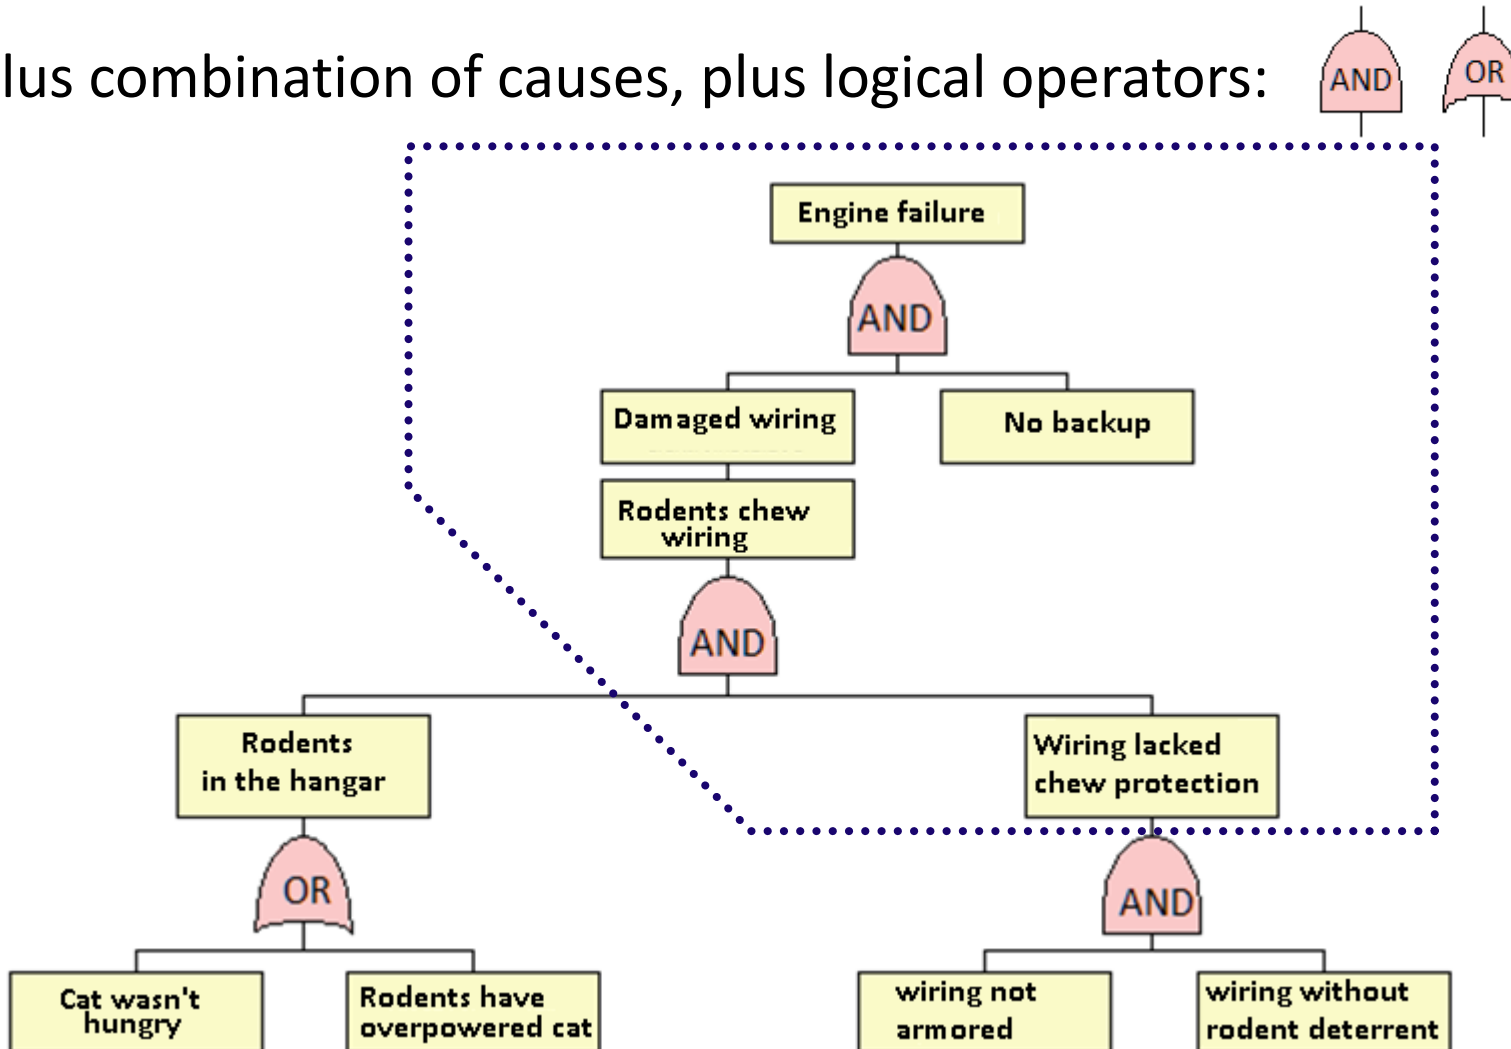 lus combination of causes, plus logical operators:
AND
OR
Engine failure
AND
Damaged wiring
No backup
Rodents chew
wiring
AND
Rodents
in the hangar
Wiring lacked
chew protection
OR
AND
Cat wasn't
hungry
Rodents have
overpowered cat
wiring not
armored
wiring without
rodent deterrent